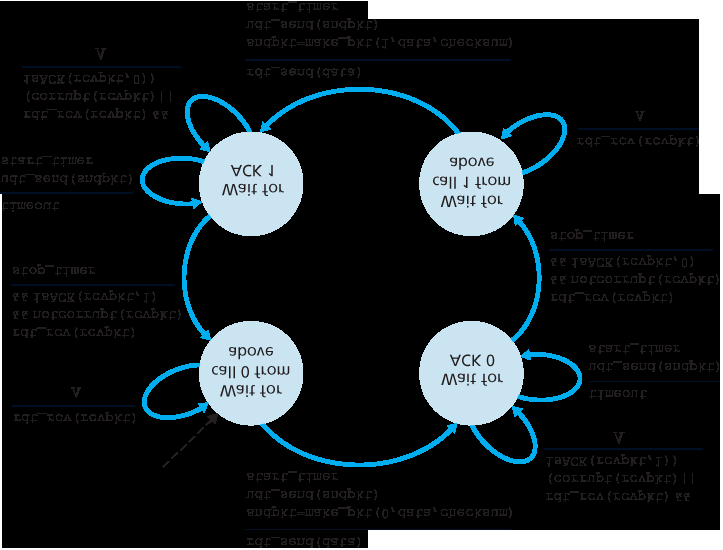 rdt_send(data)
sndpkt=make_pkt(0,data,checksum)
udt_send(sndpkt)
start_timer
rdt_rcv(rcvpkt) &&
(corrupt(rcvpkt) ||
isACK(rcvpkt,1))
Λ
rdt_rcv(rcvpkt)
Λ
Wait for
call 0 from
above
Wait for
ACK 0
timeout
udt_send(sndpkt)
start_timer
rdt_rcv(rcvpkt)
&& notcorrupt(rcvpkt)
&& isACK(rcvpkt,1)
stop_timer
rdt_rcv(rcvpkt)
&& notcorrupt(rcvpkt)
&& isACK(rcvpkt,0)
stop_timer
timeout
udt_send(sndpkt)
start_timer
Wait for
ACK 1
Wait for
call 1 from
above
rdt_rcv(rcvpkt)
Λ
rdt_rcv(rcvpkt) &&
(corrupt(rcvpkt) ||
isACK(rcvpkt,0))
Λ
rdt_send(data)
sndpkt=make_pkt(1,data,checksum)
udt_send(sndpkt)
start_timer